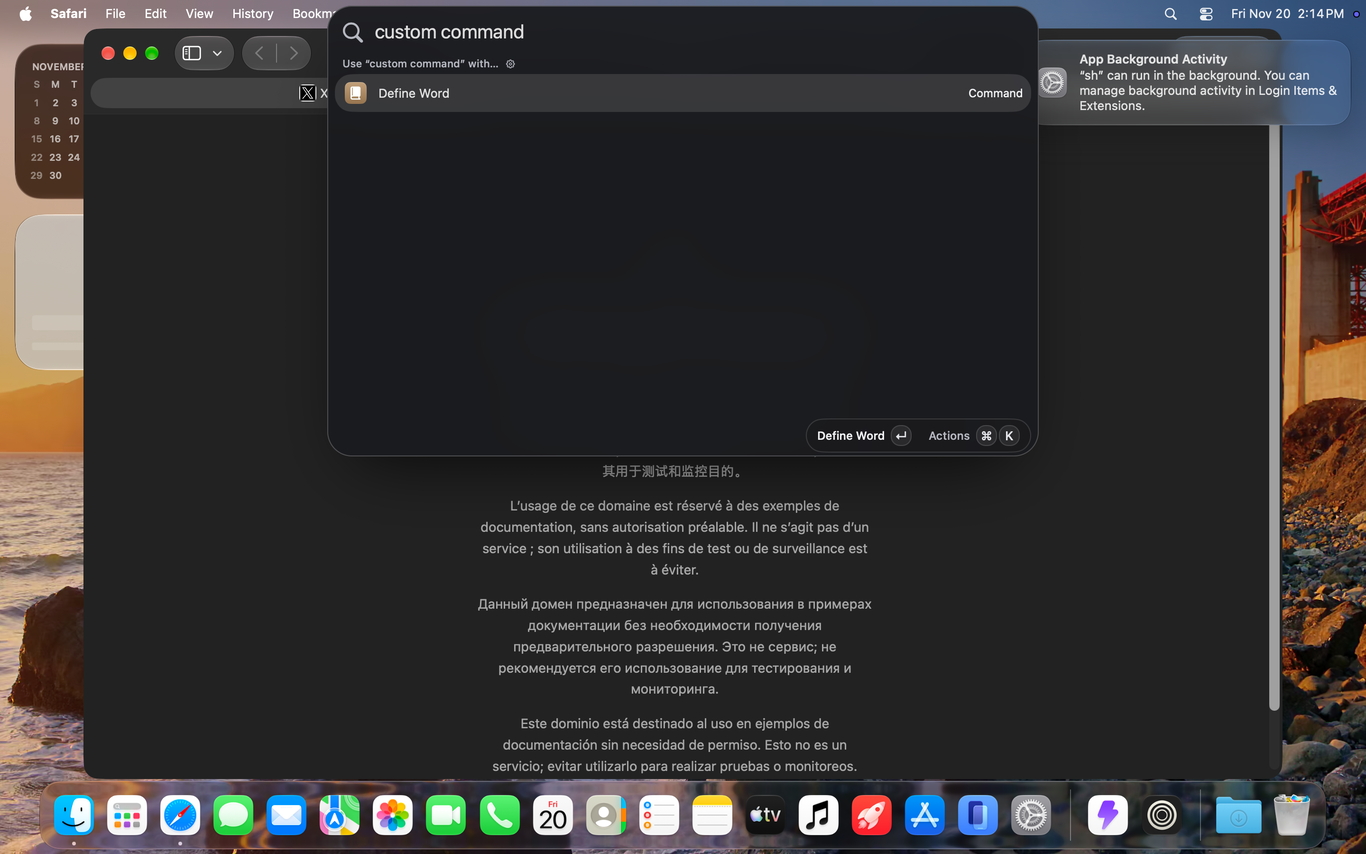 Safari File Edit View History Bookm
Fri Nov 20 2:14 PM
custom command
Use “custom command” with...
Define Word Command
Define Word Actions ⌘ K
App Background Activity
“sh” can run in the background. You can
manage background activity in Login Items &
Extensions.
NOVEMBER
S M T
1 2 3
8 9 10
15 16 17
22 23 24
29 30
X
其用于测试和监控目的。
L’usage de ce domaine est réservé à des exemples de
documentation, sans autorisation préalable. Il ne s’agit pas d’un
service ; son utilisation à des fins de test ou de surveillance est
à éviter.
Данный домен предназначен для использования в примерах
документации без необходимости получения
предварительного разрешения. Это не сервис; не
рекомендуется его использование для тестирования и
мониторинга.
Este dominio está destinado al uso en ejemplos de
documentación sin necesidad de permiso. Esto no es un
servicio; evitar utilizarlo para realizar pruebas o monitoreos.
Fri
20
tv